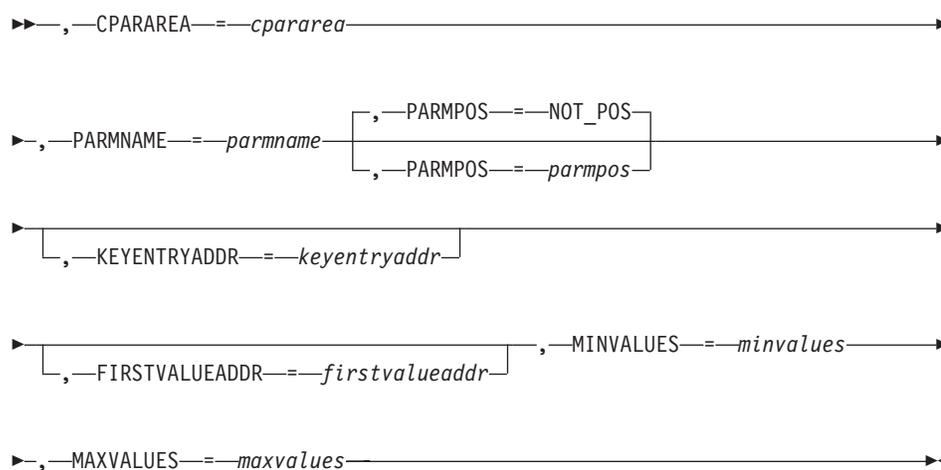 , CPARAREA = cpararea
, PARMNAME = parmname
, PARMPOS = NOT_POS
, PARMPOS = parmpos
, KEYENTRYADDR = keyentryaddr
, FIRSTVALUEADDR = firstvalueaddr
, MINVALUES = minvalues
, MAXVALUES = maxvalues